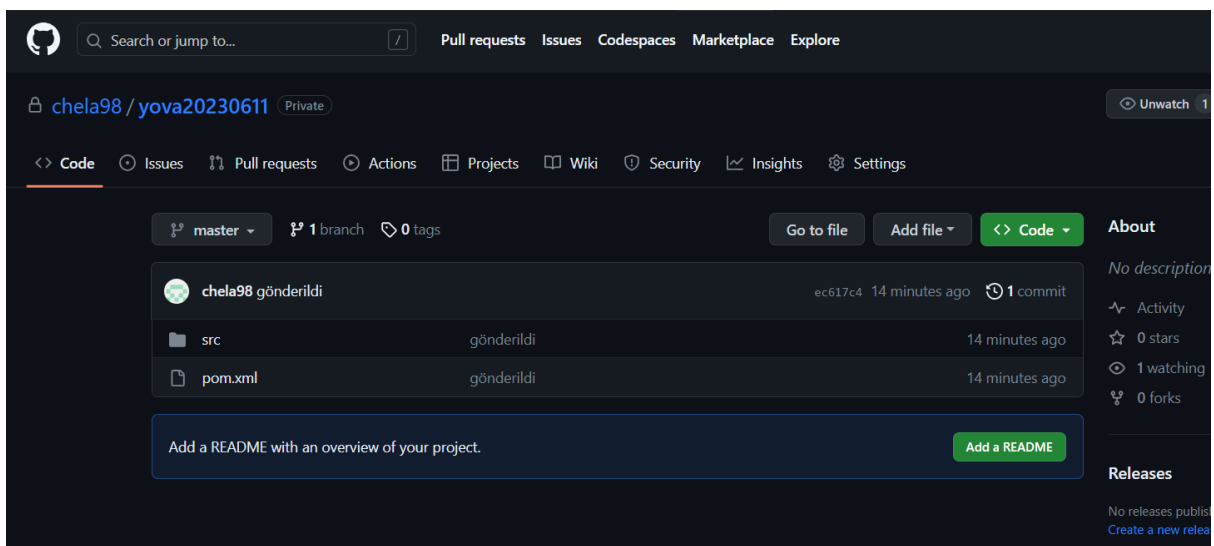 Search or jump to... / Pull requests Issues Codespaces Marketplace Explore
chela98 / yova20230611 Private Unwatch 1
Code Issues Pull requests Actions Projects Wiki Security Insights Settings
master 1 branch 0 tags Go to file Add file Code About
No description
chela98 gönderildi ec617c4 14 minutes ago 1 commit
Activity
src gönderildi 14 minutes ago 0 stars
1 watching
pom.xml gönderildi 14 minutes ago
0 forks
Add a README with an overview of your project. Add a README
Releases
No releases
Create a new